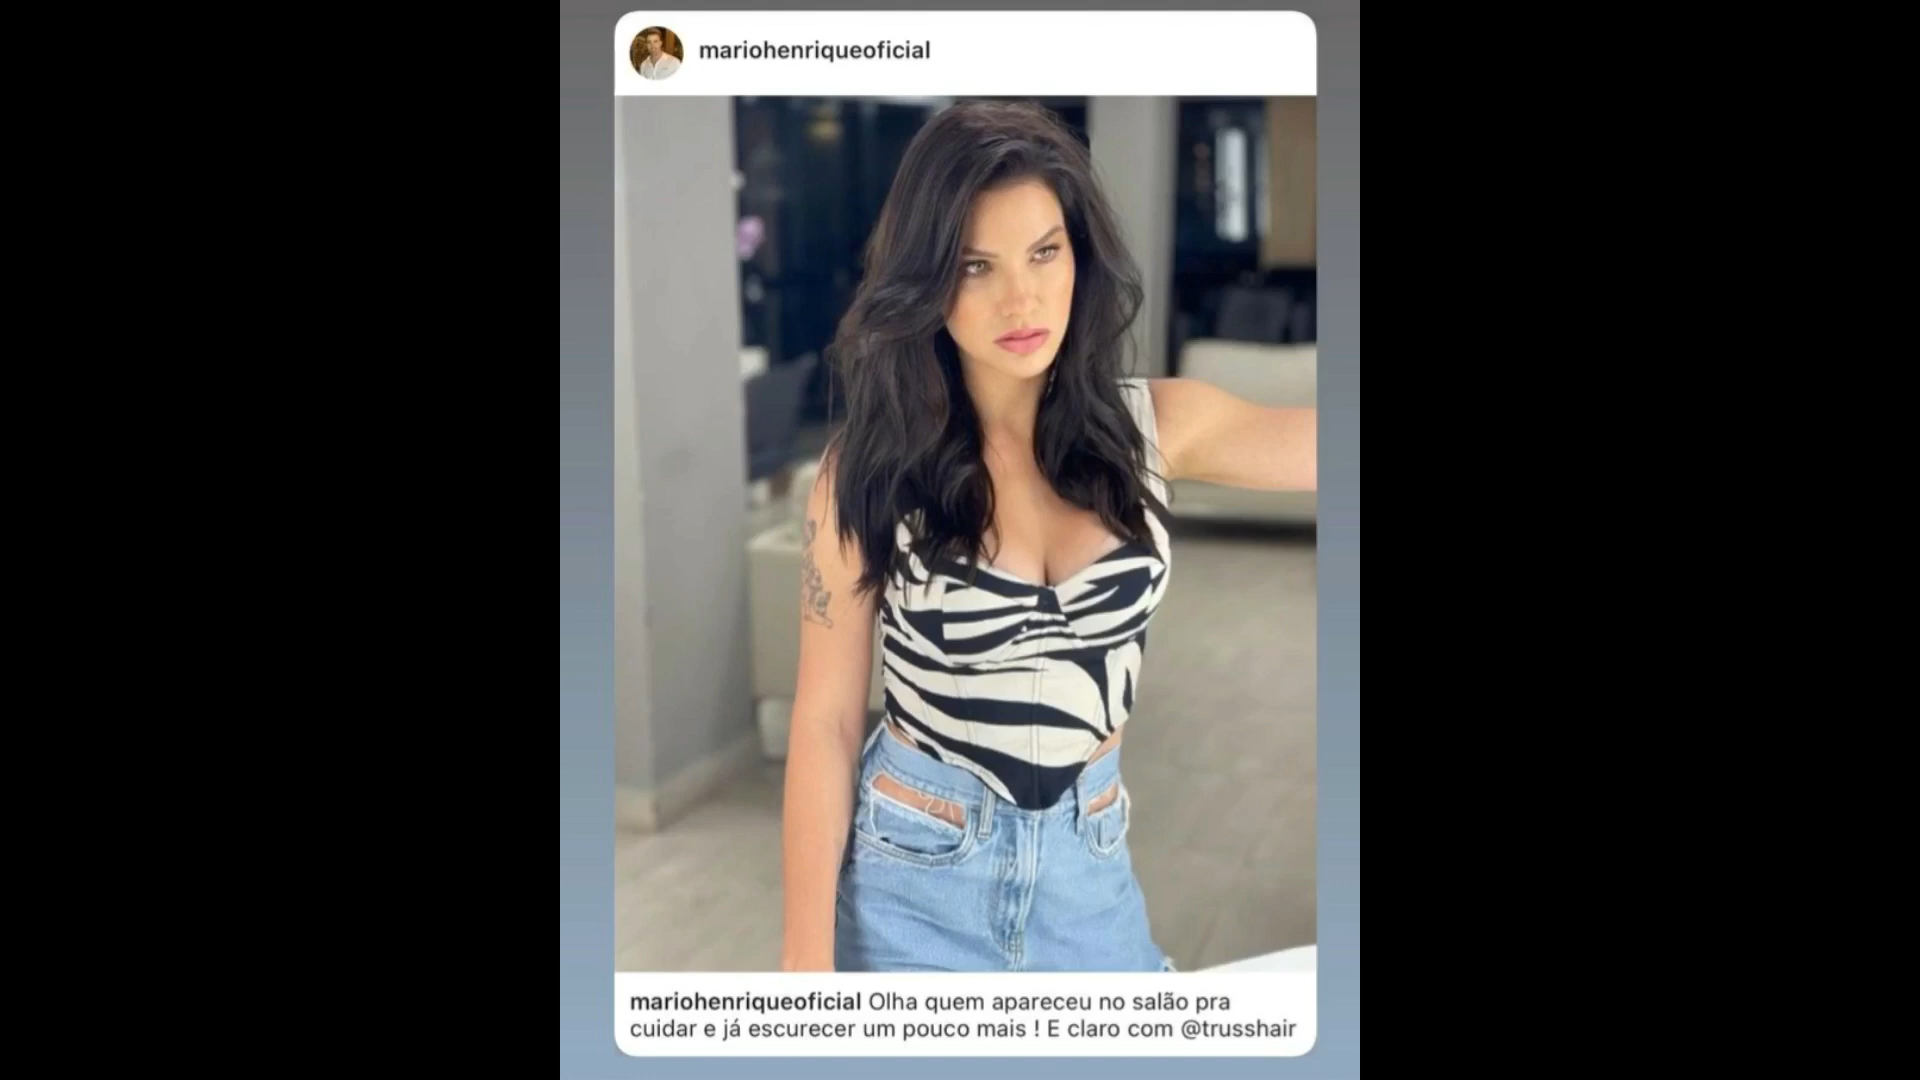 mariohenriqueoficial
mariohenriqueoficial Olha quem apareceu no salão pra
cuidar e já escurecer um pouco mais ! E claro com @trusshair